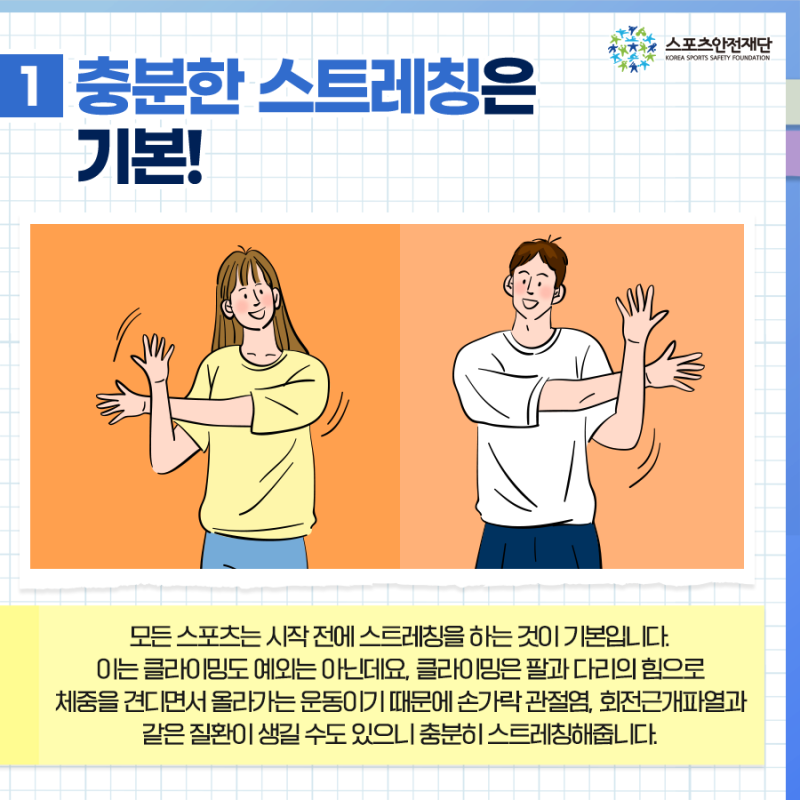 스포츠안전재단
KOREA SPORTS SAFETY FOUNDATION
1 충분한 스트레칭은
기본!
모든 스포츠는 시작 전에 스트레칭을 하는 것이 기본입니다.
이는 클라이밍도 예외는 아닌데요, 클라이밍은 팔과 다리의 힘으로
체중을 견디면서 올라가는 운동이기 때문에 손가락 관절염, 회전근개파열과
같은 질환이 생길 수도 있으니 충분히 스트레칭해줍니다.